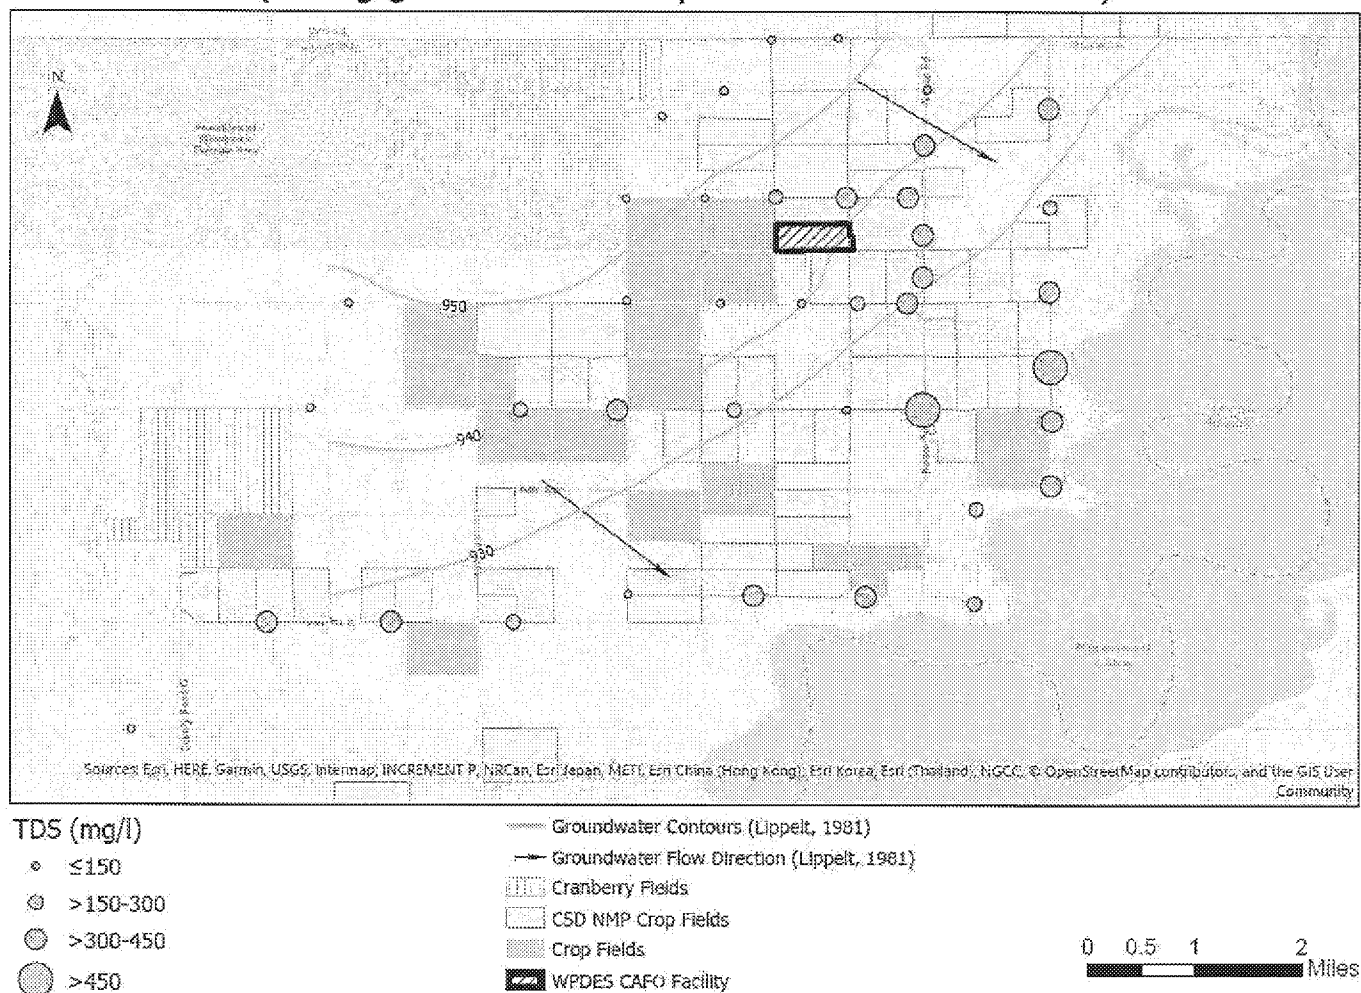 N
950
940
930
Sources: Esri, HERE, Garmin, USGS, Intermap, INCREMENT P, NRCan, Esri Japan, METI, Esri China (Hong Kong), Esri Korea, Esri (Thailand), NGCC, © OpenStreetMap contributors, and the GIS User
Community
TDS (mg/l)
≤150
>150-300
>300-450
>450
Groundwater Contours (Lippelt, 1981)
Groundwater Flow Direction (Lippelt, 1981)
Cranberry Fields
CSD NMP Crop Fields
Crop Fields
WPDES CAFO Facility
0 0.5 1 2
Miles